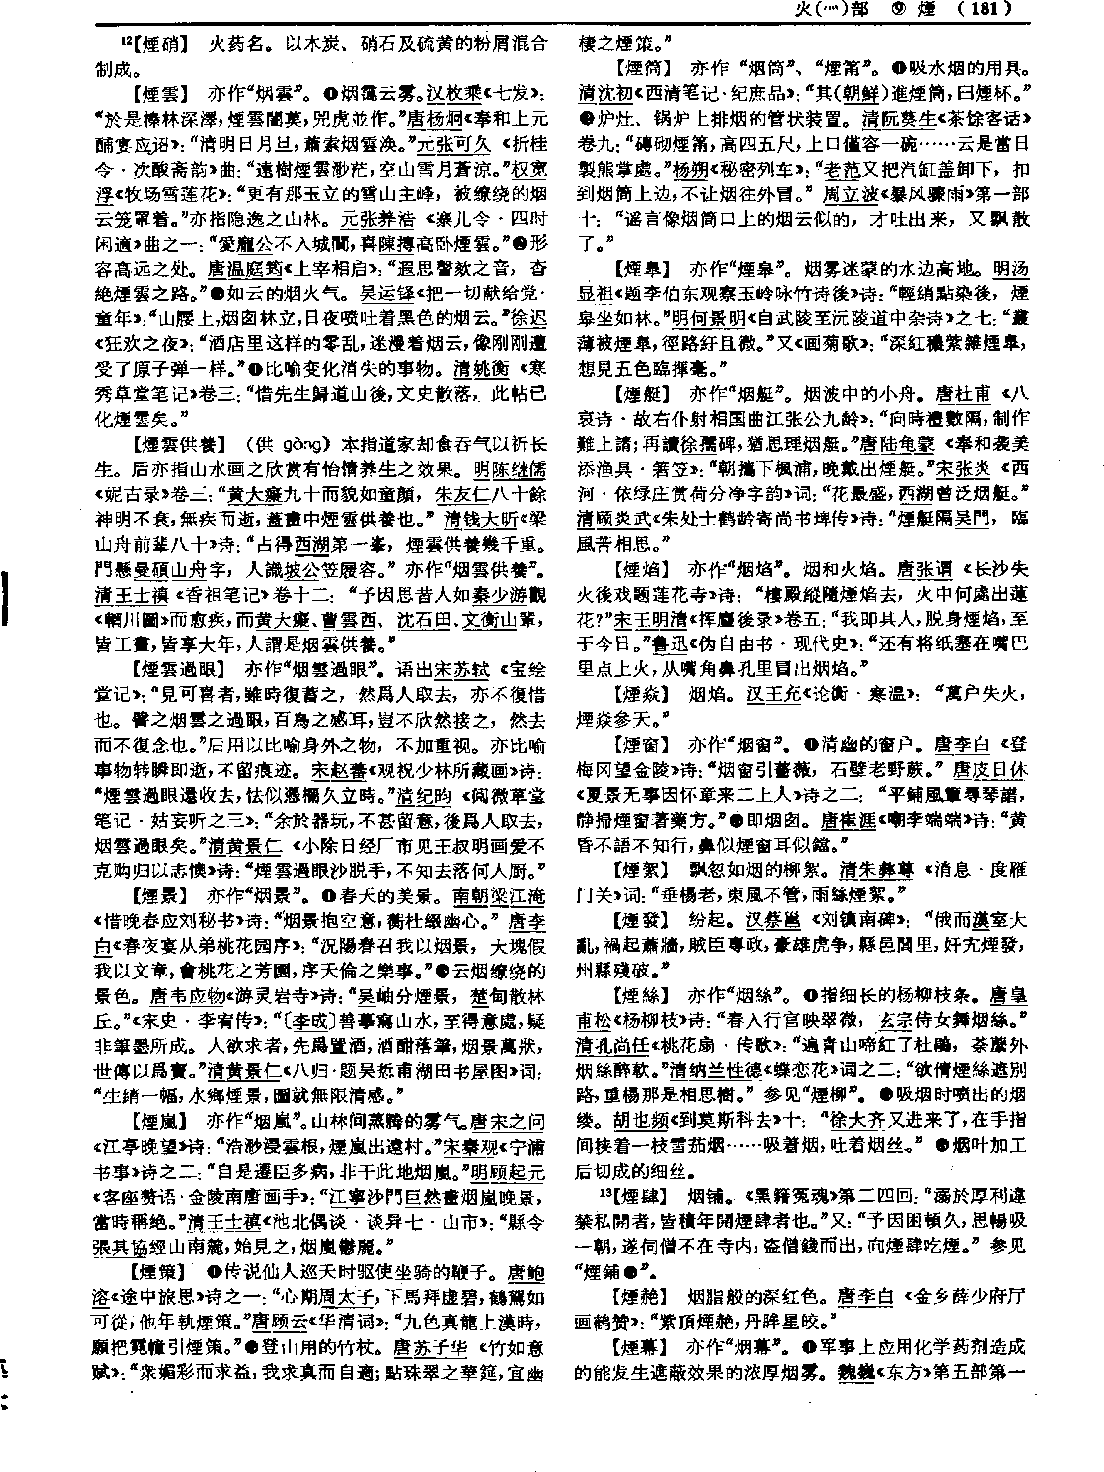 火(灬)部 ⑨ 煙 (181)
¹²【煙硝】 火药名。以木炭、硝石及硫黄的粉屑混合
制成。
【煙雲】 亦作“烟雲”。❶烟霭云雾。汉枚乘《七发》：
“於是榛林深澤，煙雲闇莫，兕虎並作。”唐杨炯《奉和上元
酺宴应诏》：“清明日月旦，蕭索烟雲涣。”元张可久《折桂
令·次酸斋韵》曲：“遠樹煙雲渺茫，空山雪月蒼凉。”权宽
浮《牧场雪莲花》：“更有那玉立的雪山主峰，被缭绕的烟
云笼罩着。”亦指隐逸之山林。元张养浩《寨儿令·四时
闲適》曲之一：“愛龐公不入城闉，喜陳摶高卧煙雲。”❷形
容高远之处。唐温庭筠《上宰相启》：“遐思謦欬之音，杳
絶煙雲之路。”❸如云的烟火气。吴运铎《把一切献给党·
童年》：“山腰上，烟囱林立，日夜喷吐着黑色的烟云。”徐迟
《狂欢之夜》：“酒店里这样的零乱，迷漫着烟云，像刚刚遭
受了原子弹一样。”❹比喻变化消失的事物。清姚衡《寒
秀草堂笔记》卷三：“惜先生歸道山後，文史散落，此帖已
化煙雲矣。”
【煙雲供養】 （供 gòng）本指道家却食吞气以祈长
生。后亦指山水画之欣赏有怡情养生之效果。明陈继儒
《妮古录》卷三：“黄大癡九十而貌如童顔，朱友仁八十餘
神明不衰，無疾而逝，蓋畫中煙雲供養也。”清钱大昕《梁
山舟前辈八十》诗：“占得西湖第一峯，煙雲供養幾千重。
門懸曼碩山舟字，人識坡公笠屐容。”亦作“烟雲供養”。
清王士禛《香祖笔记》卷十二：“予因思昔人如秦少游觀
《輞川圖》而愈疾，而黄大癡、曹雲西、沈石田、文衡山輩，
皆工畫，皆享大年，人謂是烟雲供養。”
【煙雲過眼】 亦作“烟雲過眼”。语出宋苏轼《宝绘
堂记》：“見可喜者，雖時復蓄之，然爲人取去，亦不復惜
也。譬之烟雲之過眼，百鳥之感耳，豈不欣然接之，然去
而不復念也。”后用以比喻身外之物，不加重视。亦比喻
事物转瞬即逝，不留痕迹。宋赵蕃《观祝少林所藏画》诗：
“煙雲過眼還收去，怯似憑欄久立時。”清纪昀《阅微草堂
笔记·姑妄听之三》：“余於器玩，不甚留意，後爲人取去，
烟雲過眼矣。”清黄景仁《小除日经厂市见王叔明画爱不
克购归以志懊》诗：“煙雲過眼沙脱手，不知去落何人厨。”
【煙景】 亦作“烟景”。❶春天的美景。南朝梁江淹
《惜晚春应刘秘书》诗：“烟景抱空意，蘅杜缀幽心。”唐李
白《春夜宴从弟桃花园序》：“况陽春召我以烟景，大塊假
我以文章，會桃花之芳園，序天倫之樂事。”❷云烟缭绕的
景色。唐韦应物《游灵岩寺》诗：“吴岫分煙景，楚甸散林
丘。”《宋史·李宥传》：“〔李成〕善摹寫山水，至得意處，疑
非筆墨所成。人欲求者，先爲置酒，酒酣落筆，烟景萬狀，
世傳以爲寶。”清黄景仁《八归·题吴悊甫湖田书屋图》词：
“生绡一幅，水鄉煙景，圖就無限清感。”
【煙嵐】 亦作“烟嵐”。山林间蒸腾的雾气。唐宋之问
《江亭晚望》诗：“浩渺浸雲根，煙嵐出遠村。”宋秦观《宁浦
书事》诗之二：“自是遷臣多病，非干此地烟嵐。”明顾起元
《客座赘语·金陵南唐画手》：“江寧沙門巨然畫烟嵐晚景，
當時稱絶。”清王士禛《池北偶谈·谈异七·山市》：“縣令
張其協經山南麓，始見之，烟嵐鬱麗。”
【煙策】 ❶传说仙人巡天时驱使坐骑的鞭子。唐鲍
溶《途中旅思》诗之一：“心期周太子，下馬拜虚碧，鶴駕如
可從，他年執煙策。”唐顾云《华清词》：“九色真龍上漢時，
願把霓幢引煙策。”❷登山用的竹杖。唐苏子华《竹如意
赋》：“衆媚彩而求益，我求真而自適；點珠翠之華筵，宜幽
棲之煙策。”
【煙筒】 亦作“烟筒”、“煙筩”。❶吸水烟的用具。
清沈初《西清笔记·纪庶品》：“其(朝鮮)進煙筒，曰煙杯。”
❷炉灶、锅炉上排烟的管状装置。清阮葵生《茶馀客话》
卷九：“磚砌煙筩，高四五尺，上口僅容一碗……云是當日
製熊掌處。”杨朔《秘密列车》：“老范又把汽缸盖卸下，扣
到烟筒上边，不让烟往外冒。”周立波《暴风骤雨》第一部
十：“谣言像烟筒口上的烟云似的，才吐出来，又飘散
了。”
【煙皋】 亦作“煙皐”。烟雾迷蒙的水边高地。明汤
显祖《题李伯东观察玉岭咏竹诗後》诗：“輕綃點染後，煙
皋坐如林。”明何景明《自武陵至沅陵道中杂诗》之七：“叢
薄被煙皋，徑路紆且微。”又《画菊歌》：“深紅穠紫雜煙皋，
想見五色臨揮毫。”
【煙艇】 亦作“烟艇”。烟波中的小舟。唐杜甫《八
哀诗·故右仆射相国曲江张公九龄》：“向時禮數隔，制作
難上請；再讀徐孺碑，猶思理烟艇。”唐陆龟蒙《奉和袭美
添渔具·箬笠》：“朝攜下楓浦，晚戴出煙艇。”宋张炎《西
河·依绿庄赏荷分净字韵》词：“花最盛，西湖曾泛烟艇。”
清顾炎武《朱处士鹤龄寄尚书埤传》诗：“煙艇隔吴門，臨
風苦相思。”
【煙焰】 亦作“烟焰”。烟和火焰。唐张谓《长沙失
火後戏题莲花寺》诗：“樓殿縱隨煙焰去，火中何處出蓮
花？”宋王明清《挥麈後录》卷五：“我即其人，脱身煙焰，至
于今日。”鲁迅《伪自由书·现代史》：“还有将纸塞在嘴巴
里点上火，从嘴角鼻孔里冒出烟焰。”
【煙焱】 烟焰。汉王充《论衡·寒温》：“萬户失火，
煙焱參天。”
【煙窗】 亦作“烟窗”。❶清幽的窗户。唐李白《登
梅冈望金陵》诗：“烟窗引薔薇，石壁老野蕨。”唐皮日休
《夏景无事因怀章来二上人》诗之二：“平鋪風簟尋琴譜，
静掃煙窗著藥方。”❷即烟囱。唐崔涯《嘲李端端》诗：“黄
昏不語不知行，鼻似煙窗耳似鐺。”
【煙絮】 飘忽如烟的柳絮。清朱彝尊《消息·度雁
门关》词：“垂楊老，東風不管，雨絲煙絮。”
【煙發】 纷起。汉蔡邕《刘镇南碑》：“俄而漢室大
亂，禍起蕭牆，賊臣專政，豪雄虎争，縣邑閭里，奸宄煙發，
州縣殘破。”
【煙絲】 亦作“烟絲”。❶指细长的杨柳枝条。唐皇
甫松《杨柳枝》诗：“春入行宫映翠微，玄宗侍女舞烟絲。”
清孔尚任《桃花扇·传歌》：“遍青山啼紅了杜鵑，荼蘼外
烟絲醉軟。”清纳兰性德《蝶恋花》词之二：“欲倩煙絲遮别
路，垂楊那是相思樹。”参见“煙柳”。❷吸烟时喷出的烟
缕。胡也频《到莫斯科去》十：“徐大齐又进来了，在手指
间挟着一枝雪茄烟……吸着烟，吐着烟丝。”❸烟叶加工
后切成的细丝。
¹³【煙肆】 烟铺。《黑籍冤魂》第二四回：“溺於厚利違
禁私開者，皆積年開煙肆者也。”又：“予因困頓久，思暢吸
一朝，遂伺僧不在寺内，盗僧錢而出，向煙肆吃煙。”参见
“煙鋪❷”。
【煙赩】 烟脂般的深红色。唐李白《金乡薛少府厅
画鹤赞》：“紫頂煙赩，丹眸星皎。”
【煙幕】 亦作“烟幕”。❶军事上应用化学药剂造成
的能发生遮蔽效果的浓厚烟雾。魏巍《东方》第五部第一